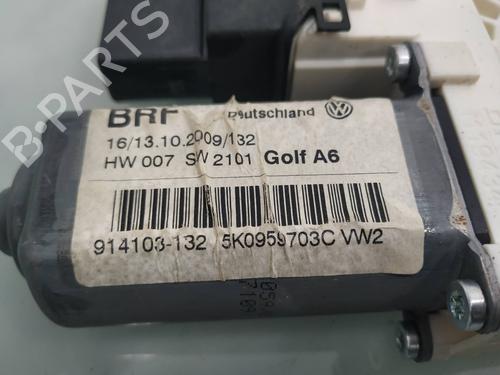 B-PARTS
BRF Deutschland
16/13.10.2009/132
HW 007 SW 2101 Golf A6
914103-132 5K0959703C VW2